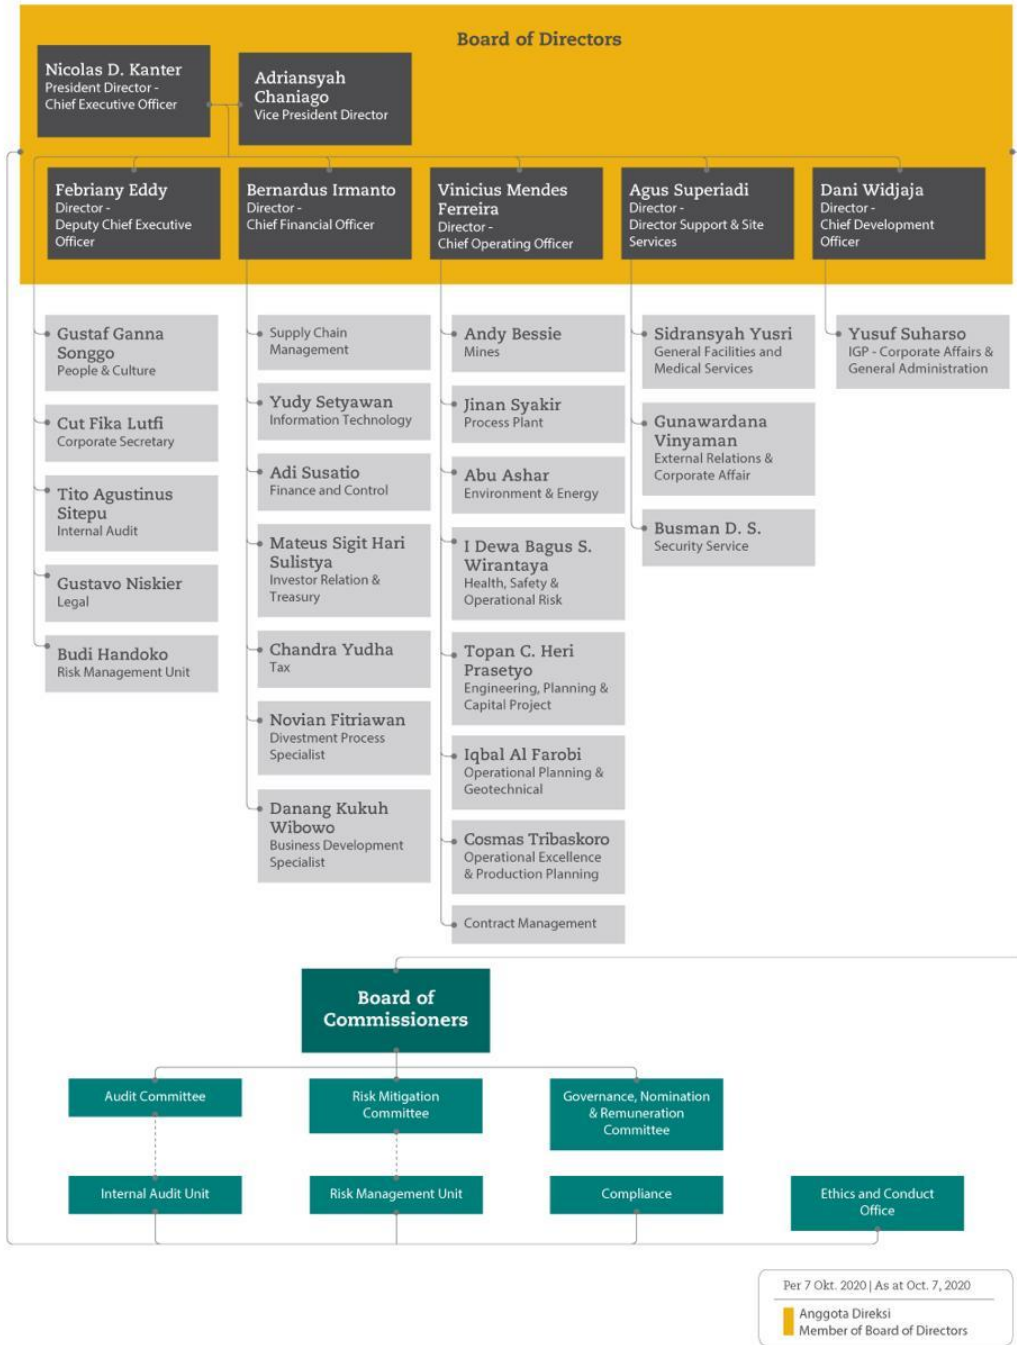 Board of Directors
Nicolas D. Kanter
President Director -
Chief Executive Officer
Adriansyah
Chaniago
Vice President Director
Febriany Eddy
Director -
Deputy Chief Executive
Officer
Bernardus Irmanto
Director -
Chief Financial Officer
Vinicius Mendes
Ferreira
Director -
Chief Operating Officer
Agus Superiadi
Director -
Director Support & Site
Services
Dani Widjaja
Director -
Chief Development
Officer
Gustaf Ganna
Songgo
People & Culture
Cut Fika Lutfi
Corporate Secretary
Tito Agustinus
Sitepu
Internal Audit
Gustavo Niskier
Legal
Budi Handoko
Risk Management Unit
Supply Chain
Management
Yudy Setyawan
Information Technology
Adi Susatio
Finance and Control
Mateus Sigit Hari
Sulistya
Investor Relation &
Treasury
Chandra Yudha
Tax
Novian Fitriawan
Divestment Process
Specialist
Danang Kukuh
Wibowo
Business Development
Specialist
Andy Bessie
Mines
Jinan Syakir
Process Plant
Abu Ashar
Environment & Energy
I Dewa Bagus S.
Wirantaya
Health, Safety &
Operational Risk
Topan C. Heri
Prasetyo
Engineering, Planning &
Capital Project
Iqbal Al Farobi
Operational Planning &
Geotechnical
Cosmas Tribaskoro
Operational Excellence
& Production Planning
Contract Management
Sidransyah Yusri
General Facilities and
Medical Services
Gunawardana
Vinyaman
External Relations &
Corporate Affair
Busman D. S.
Security Service
Yusuf Suharso
IGP - Corporate Affairs &
General Administration
Board of
Commissioners
Audit Committee
Risk Mitigation
Committee
Governance, Nomination
& Remuneration
Committee
Internal Audit Unit
Risk Management Unit
Compliance
Ethics and Conduct
Office
Per 7 Okt. 2020 | As at Oct. 7, 2020
Anggota Direksi
Member of Board of Directors